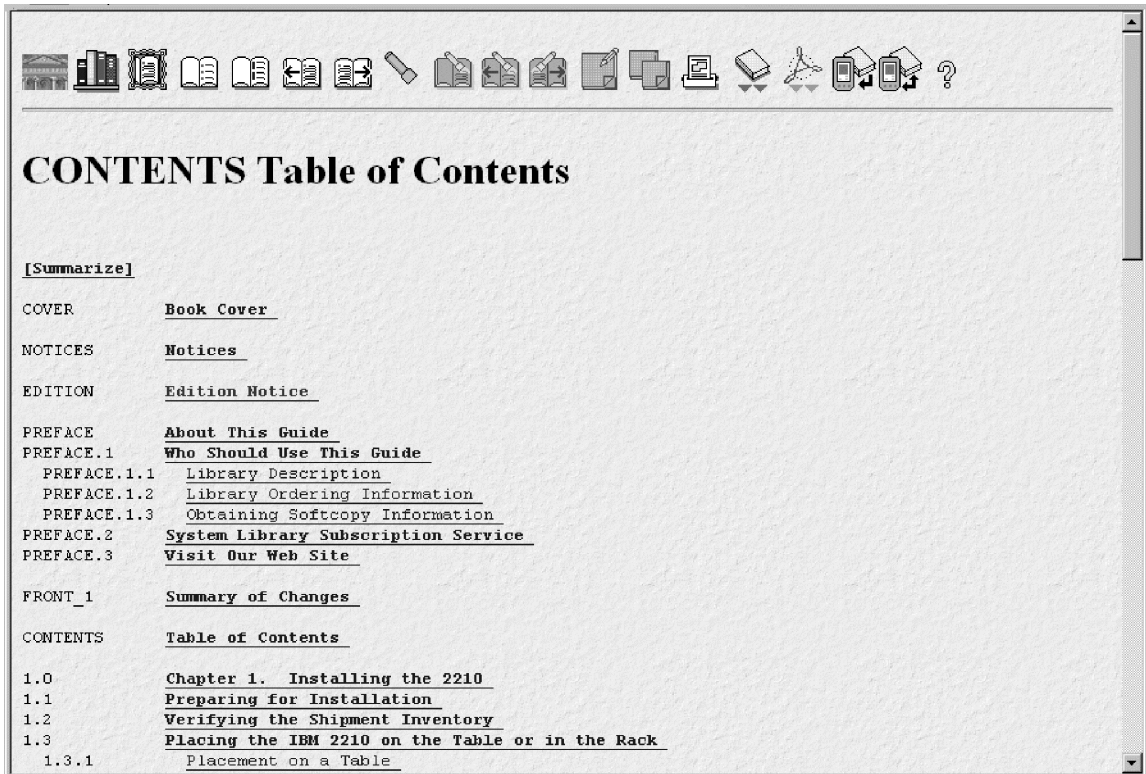 CONTENTS Table of Contents
[Summarize]
COVER Book Cover
NOTICES Notices
EDITION Edition Notice
PREFACE About This Guide
PREFACE.1 Who Should Use This Guide
PREFACE.1.1 Library Description
PREFACE.1.2 Library Ordering Information
PREFACE.1.3 Obtaining Softcopy Information
PREFACE.2 System Library Subscription Service
PREFACE.3 Visit Our Web Site
FRONT_1 Summary of Changes
CONTENTS Table of Contents
1.0 Chapter 1. Installing the 2210
1.1 Preparing for Installation
1.2 Verifying the Shipment Inventory
1.3 Placing the IBM 2210 on the Table or in the Rack
1.3.1 Placement on a Table